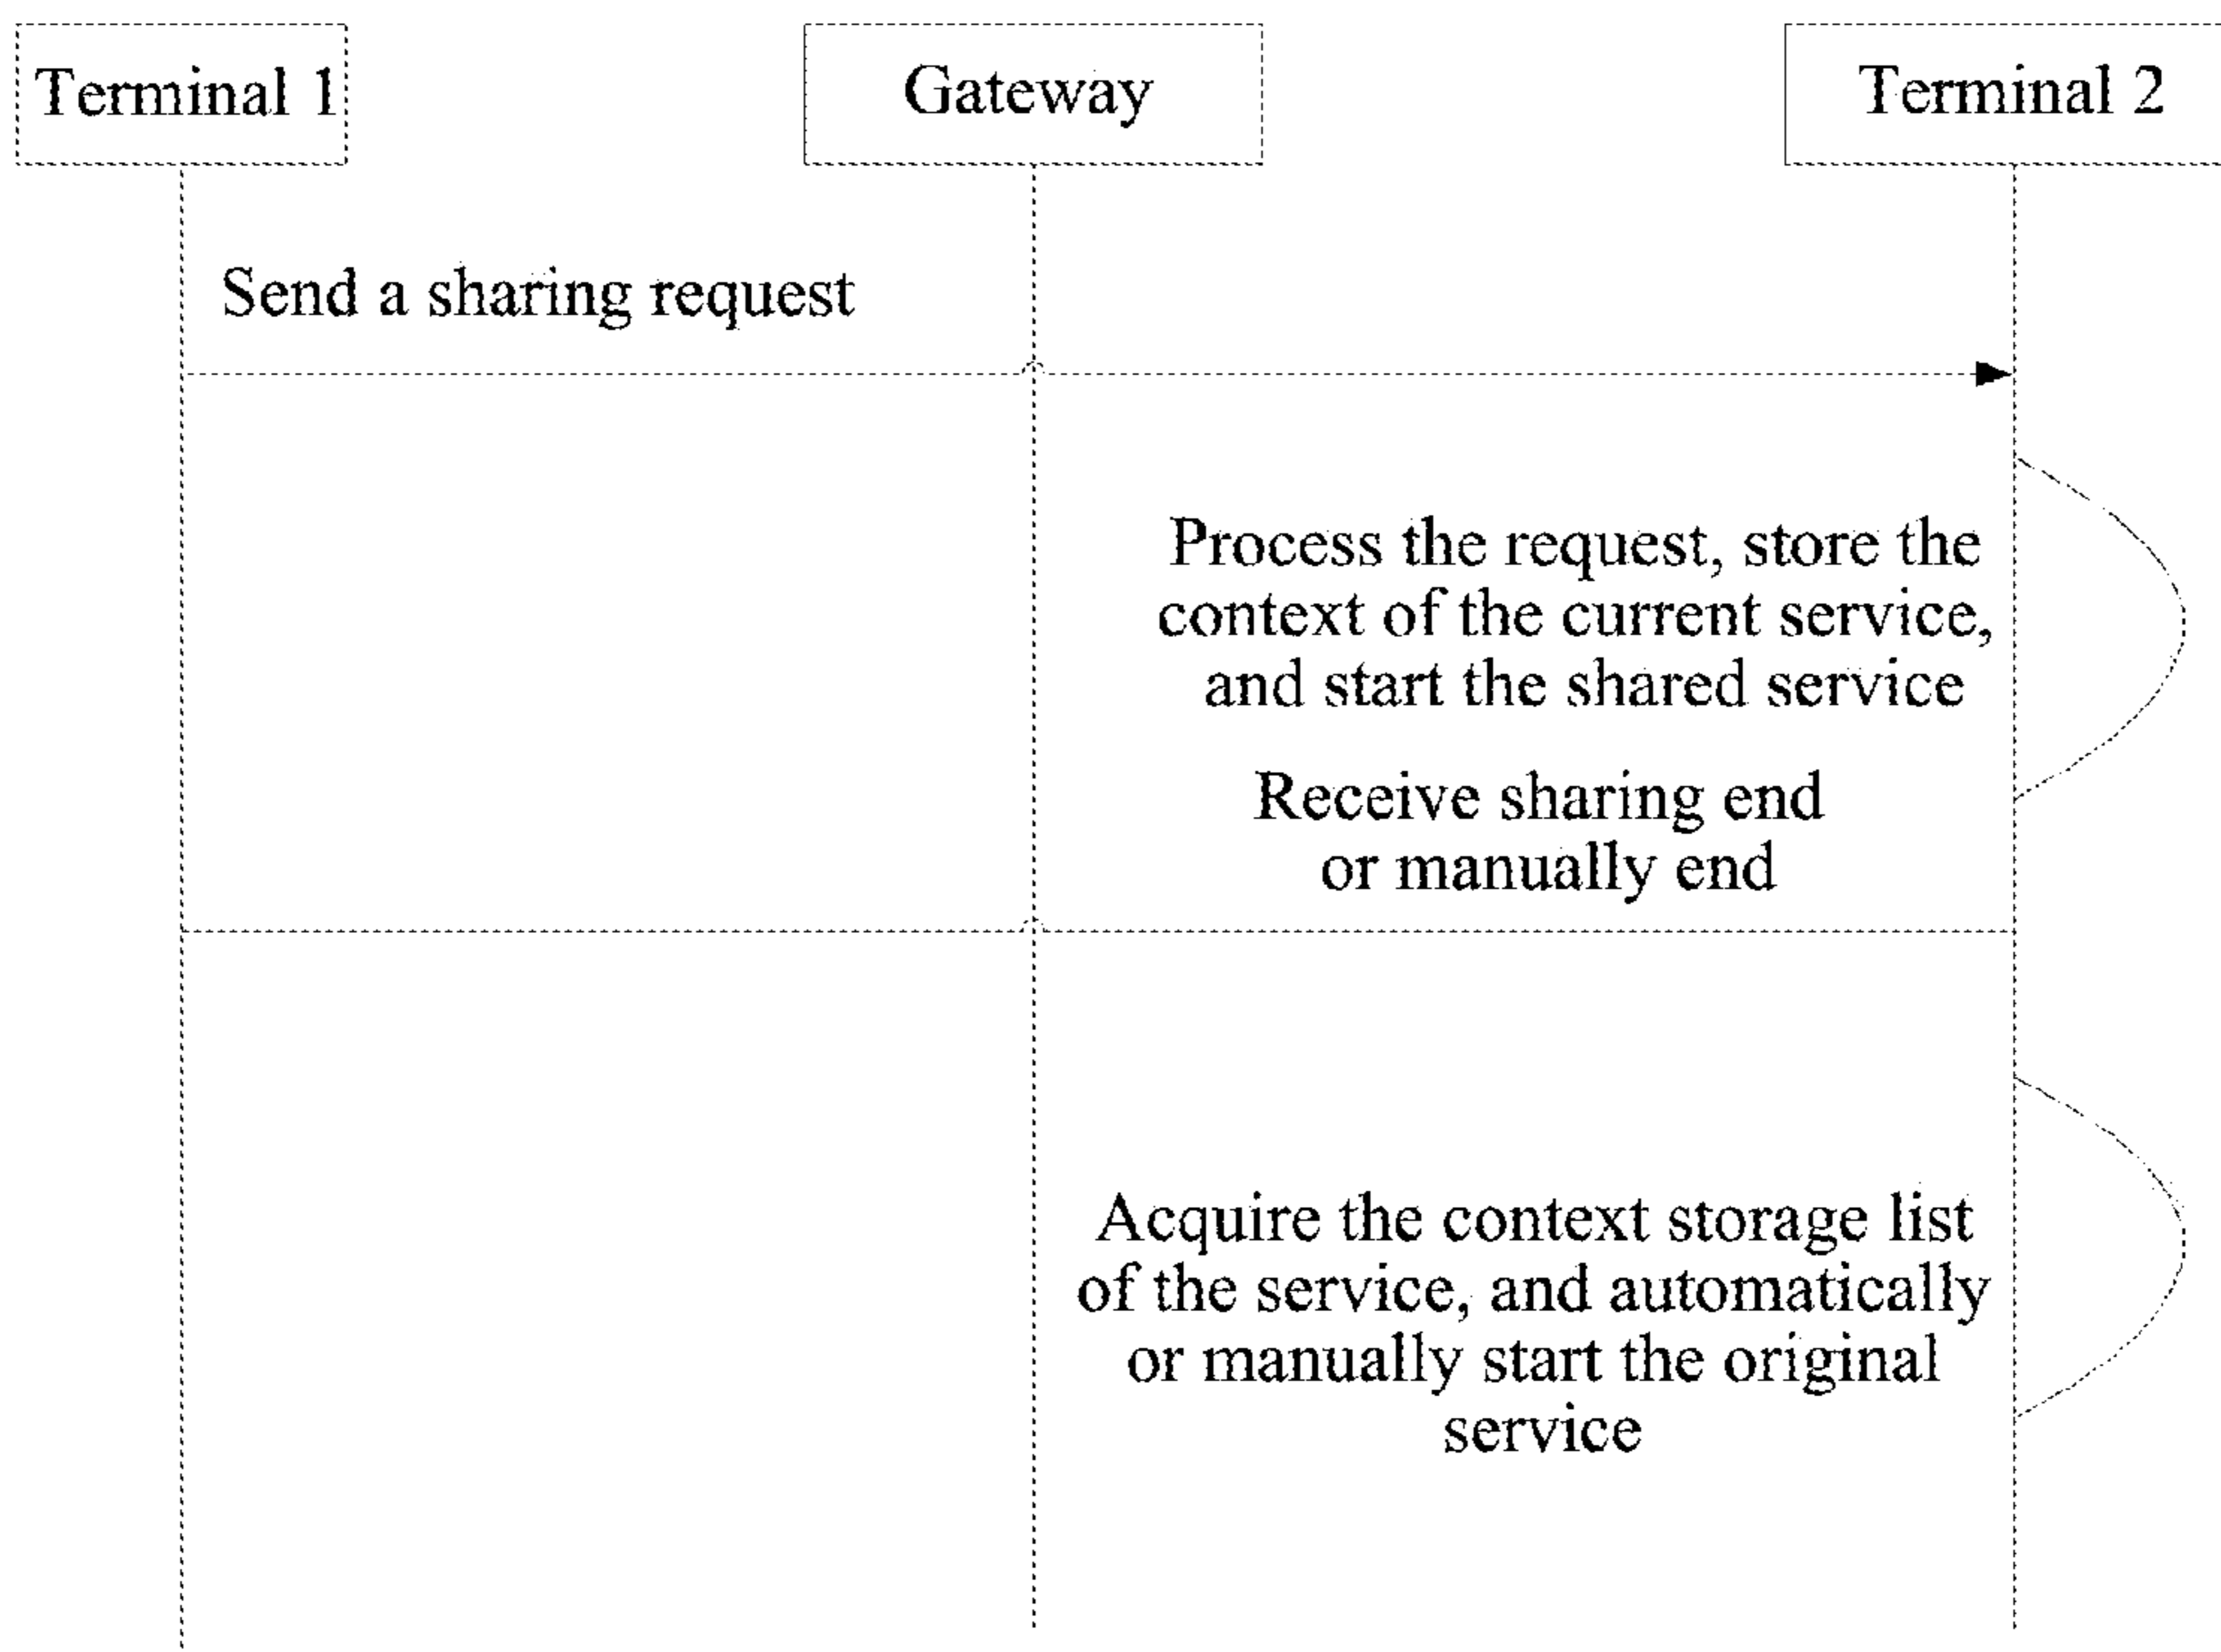 Terminal 1
Gateway
Terminal 2
Send a sharing request
Process the request, store the
context of the current service,
and start the shared service
Receive sharing end
or manually end
Acquire the context storage list
of the service, and automatically
or manually start the original
service